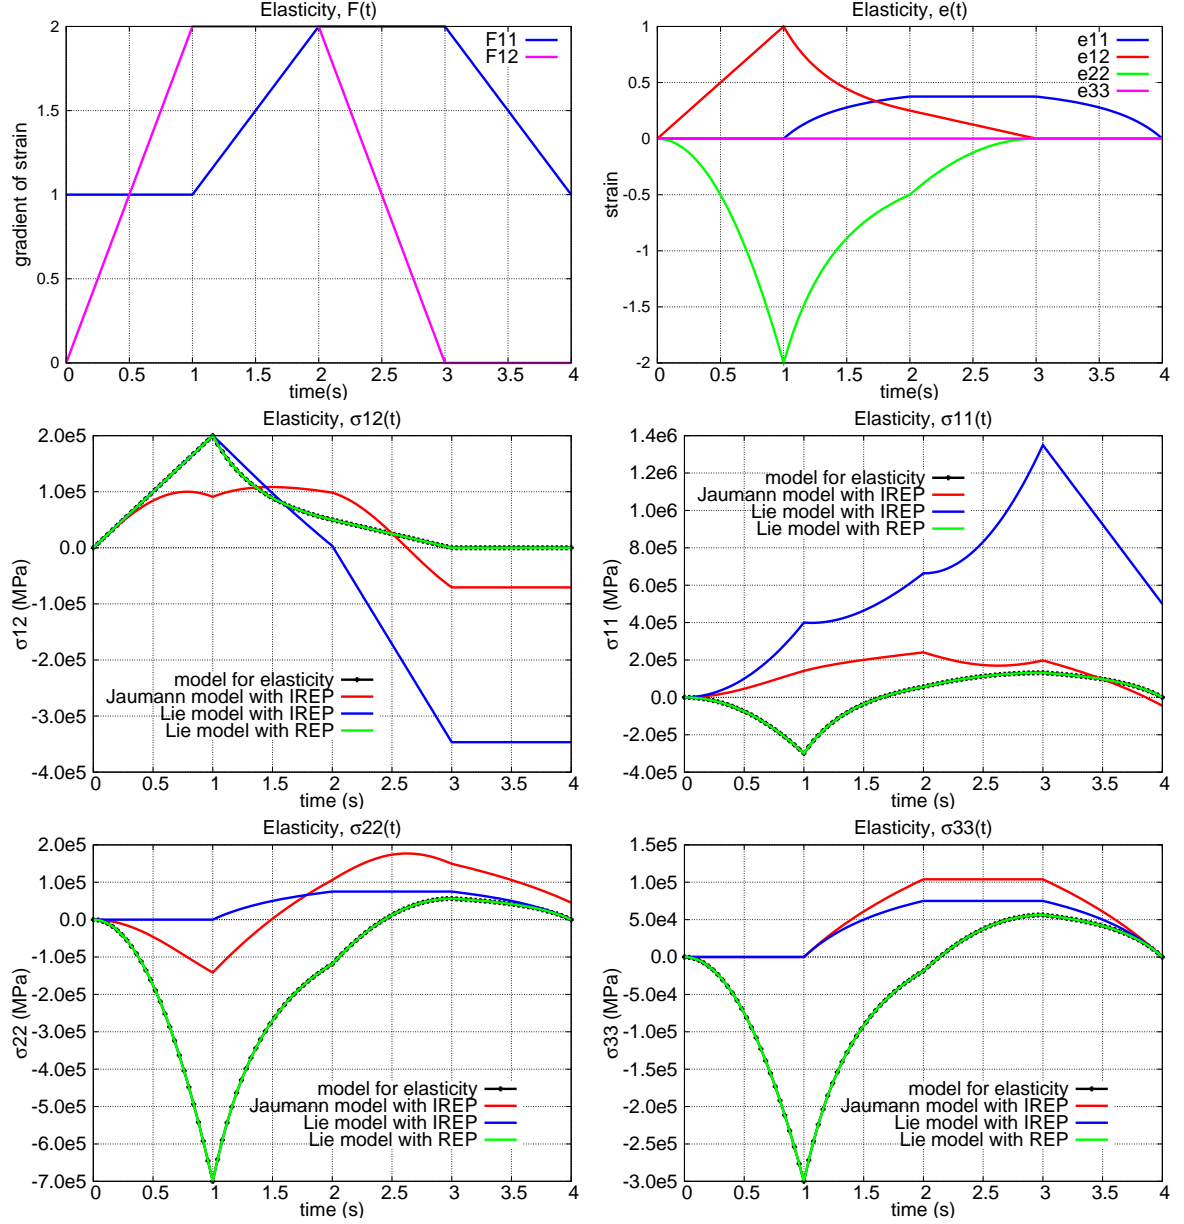 Elasticity, F(t)
gradient of strain
2
1.5
1
0.5
0
F11
F12
0 0.5 1 1.5 2 2.5 3 3.5 4
time(s)
Elasticity, e(t)
strain
1
0.5
0
-0.5
-1
-1.5
-2
e11
e12
e22
e33
0 0.5 1 1.5 2 2.5 3 3.5 4
time(s)
Elasticity, σ12(t)
σ12 (MPa)
2.0e5
1.0e5
0.0
-1.0e5
-2.0e5
-3.0e5
-4.0e5
model for elasticity
Jaumann model with IREP
Lie model with IREP
Lie model with REP
0 0.5 1 1.5 2 2.5 3 3.5 4
time (s)
Elasticity, σ11(t)
σ11 (MPa)
1.4e6
1.2e6
1.0e6
8.0e5
6.0e5
4.0e5
2.0e5
0.0
-2.0e5
-4.0e5
model for elasticity
Jaumann model with IREP
Lie model with IREP
Lie model with REP
0 0.5 1 1.5 2 2.5 3 3.5 4
time (s)
Elasticity, σ22(t)
σ22 (MPa)
2.0e5
1.0e5
0.0
-1.0e5
-2.0e5
-3.0e5
-4.0e5
-5.0e5
-6.0e5
-7.0e5
model for elasticity
Jaumann model with IREP
Lie model with IREP
Lie model with REP
0 0.5 1 1.5 2 2.5 3 3.5 4
time (s)
Elasticity, σ33(t)
σ33 (MPa)
1.5e5
1.0e5
5.0e4
0.0
-5.0e4
-1.0e5
-1.5e5
-2.0e5
-2.5e5
-3.0e5
model for elasticity
Jaumann model with IREP
Lie model with IREP
Lie model with REP
0 0.5 1 1.5 2 2.5 3 3.5 4
time (s)